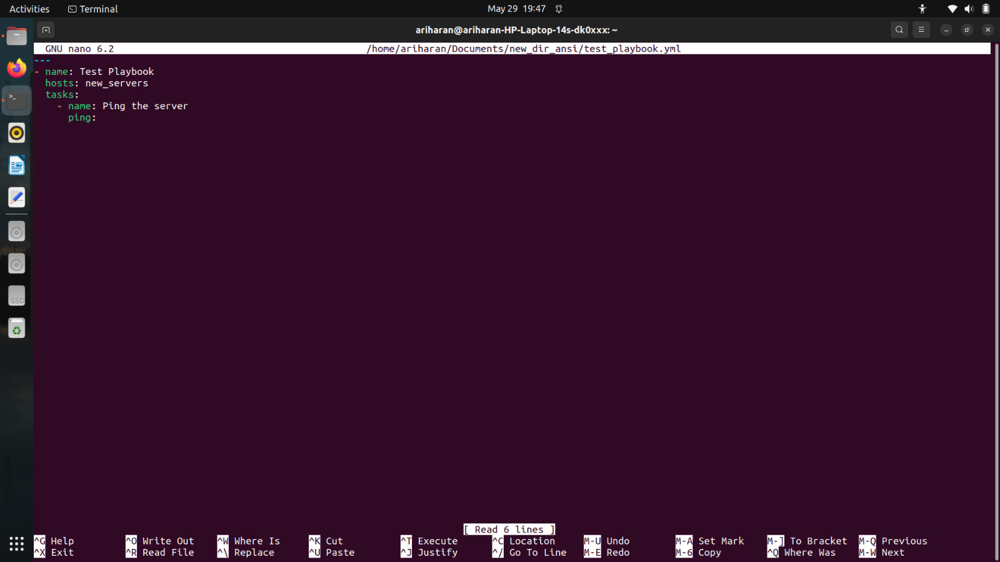 Activities Terminal May 29 19:47
ariharan@ariharan-HP-Laptop-14s-dk0xxx: ~
GNU nano 6.2 /home/ariharan/Documents/new_dir_ansi/test_playbook.yml
---
- name: Test Playbook
  hosts: new_servers
  tasks:
    - name: Ping the server
      ping:
SSD
[ Read 6 lines ]
^G Help ^O Write Out ^W Where Is ^K Cut ^T Execute ^C Location M-U Undo M-A Set Mark M-] To Bracket M-Q Previous
^X Exit ^R Read File ^\ Replace ^U Paste ^J Justify ^/ Go To Line M-E Redo M-6 Copy ^Q Where Was M-W Next